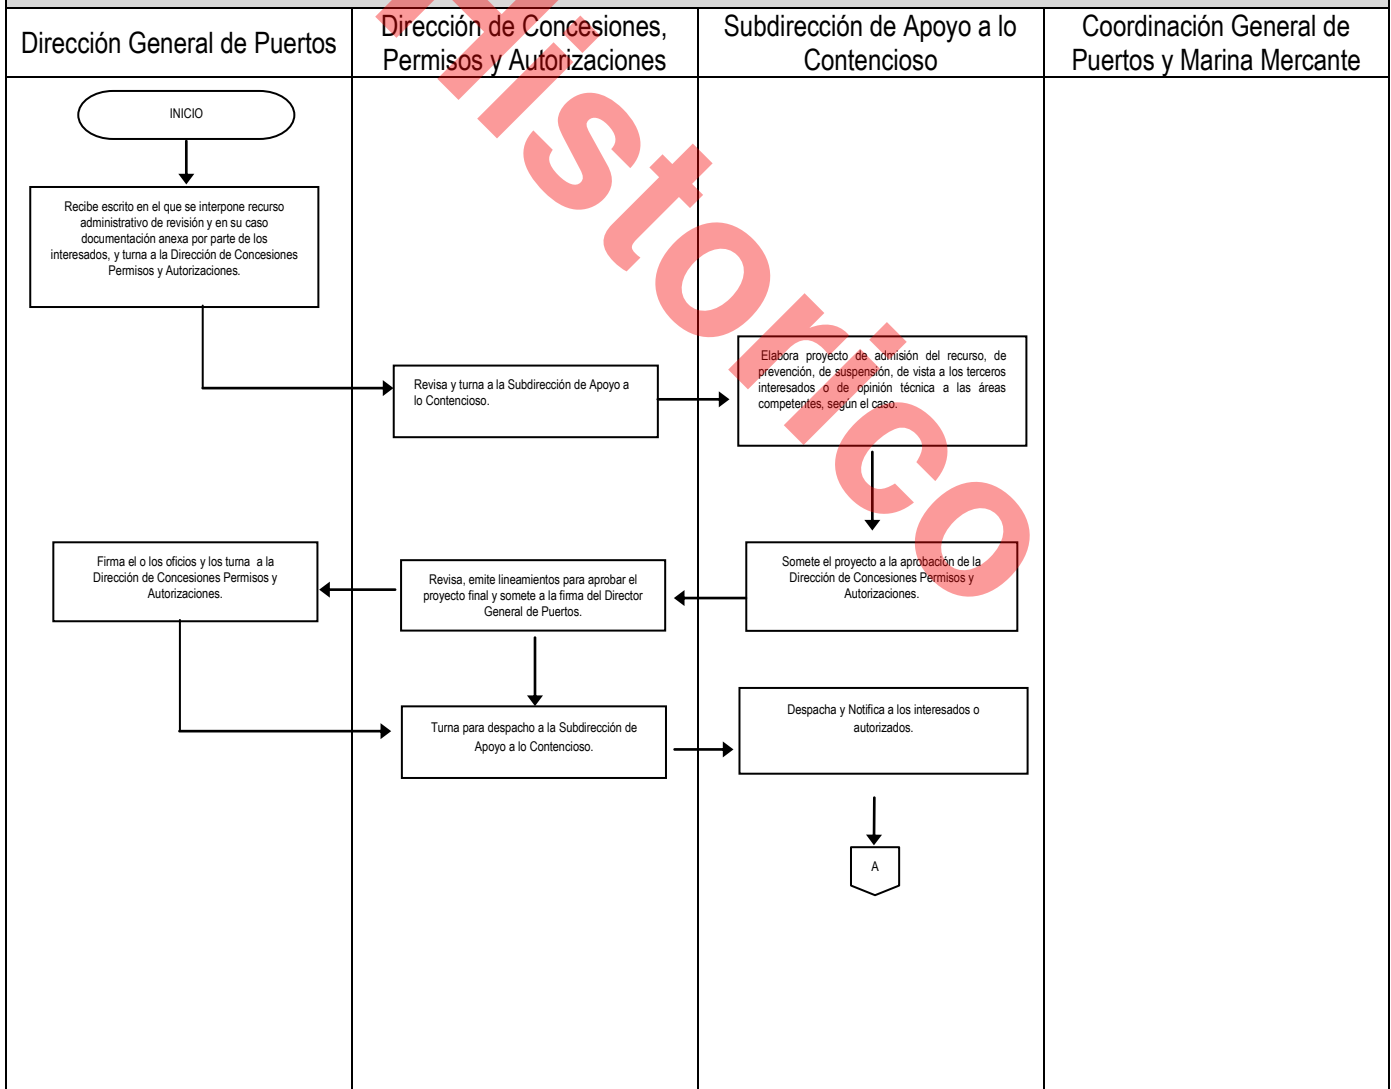 Dirección General de Puertos
Dirección de Concesiones,
Permisos y Autorizaciones
Subdirección de Apoyo a lo
Contencioso
Coordinación General de
Puertos y Marina Mercante
INICIO
Recibe escrito en el que se interpone recurso
administrativo de revisión y en su caso
documentación anexa por parte de los
interesados, y turna a la Dirección de Concesiones
Permisos y Autorizaciones.
Revisa y turna a la Subdirección de Apoyo a
lo Contencioso.
Elabora proyecto de admisión del recurso, de
prevención, de suspensión, de vista a los terceros
interesados o de opinión técnica a las áreas
competentes, según el caso.
Firma el o los oficios y los turna a la
Dirección de Concesiones Permisos y
Autorizaciones.
Revisa, emite lineamientos para aprobar el
proyecto final y somete a la firma del Director
General de Puertos.
Somete el proyecto a la aprobación de la
Dirección de Concesiones Permisos y
Autorizaciones.
Turna para despacho a la Subdirección de
Apoyo a lo Contencioso.
Despacha y Notifica a los interesados o
autorizados.
A
Historico